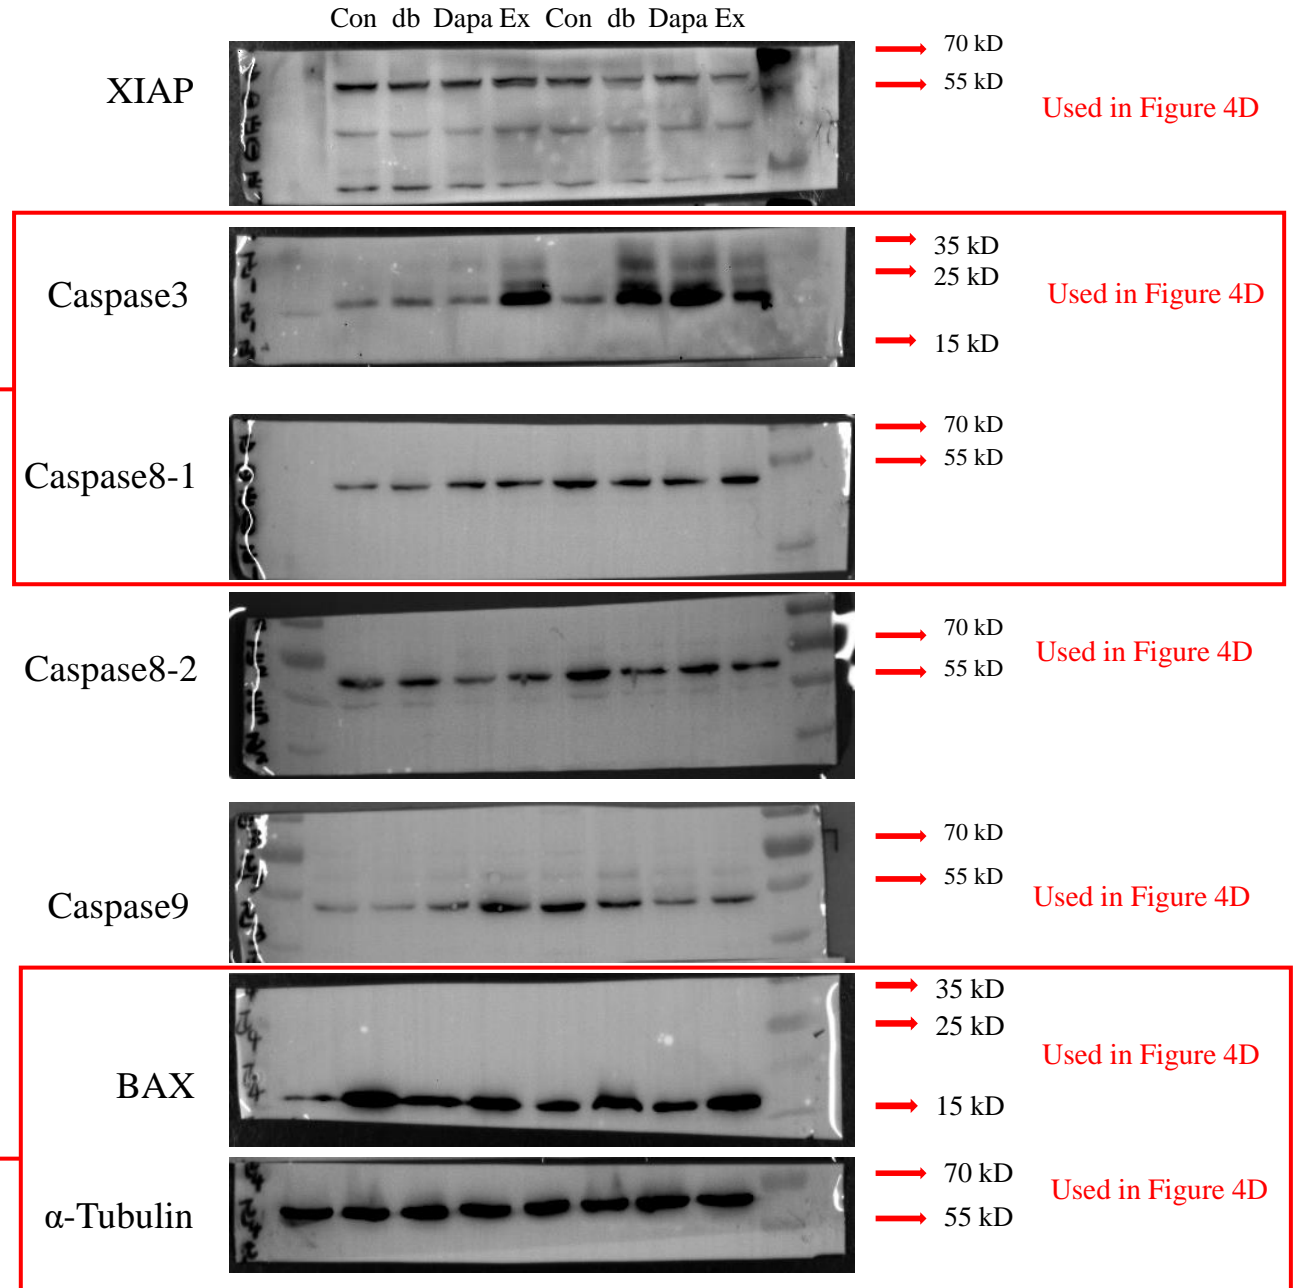 Con db Dapa Ex Con db Dapa Ex
XIAP
70 kD
55 kD
Used in Figure 4D
Caspase3
35 kD
25 kD
15 kD
Used in Figure 4D
Caspase8-1
70 kD
55 kD
Caspase8-2
70 kD
55 kD
Used in Figure 4D
Caspase9
70 kD
55 kD
Used in Figure 4D
BAX
35 kD
25 kD
15 kD
Used in Figure 4D
α-Tubulin
70 kD
55 kD
Used in Figure 4D